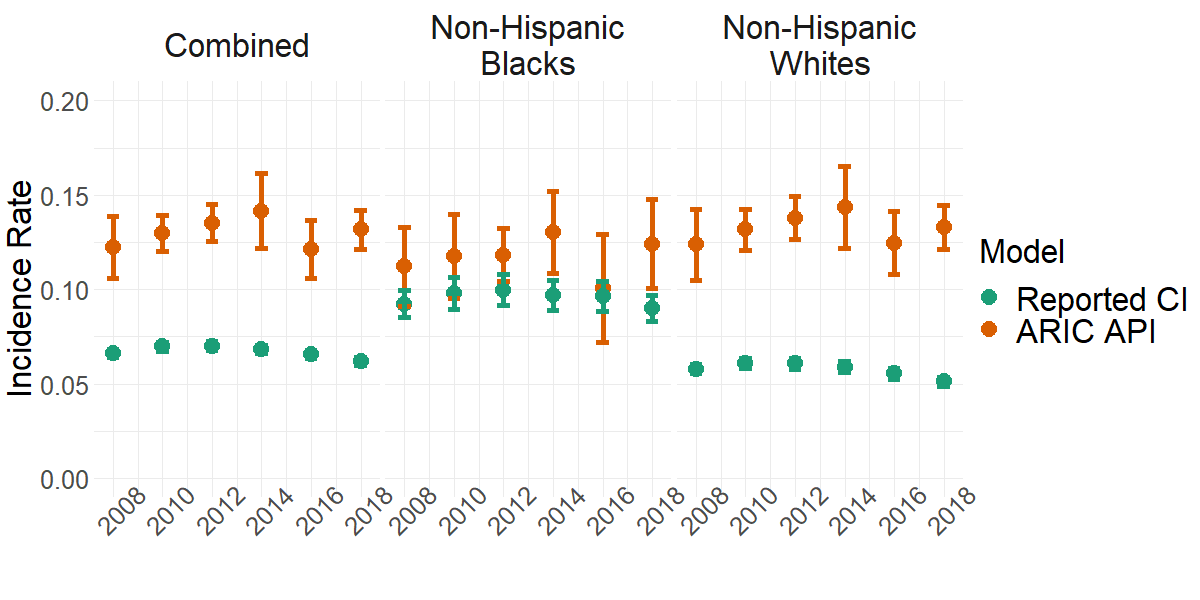 Combined
Non-Hispanic
Blacks
Non-Hispanic
Whites
Incidence Rate
0.20
0.15
0.10
0.05
0.00
2008
2010
2012
2014
2016
2018
2008
2010
2012
2014
2016
2018
2008
2010
2012
2014
2016
2018
Model
Reported CI
ARIC API